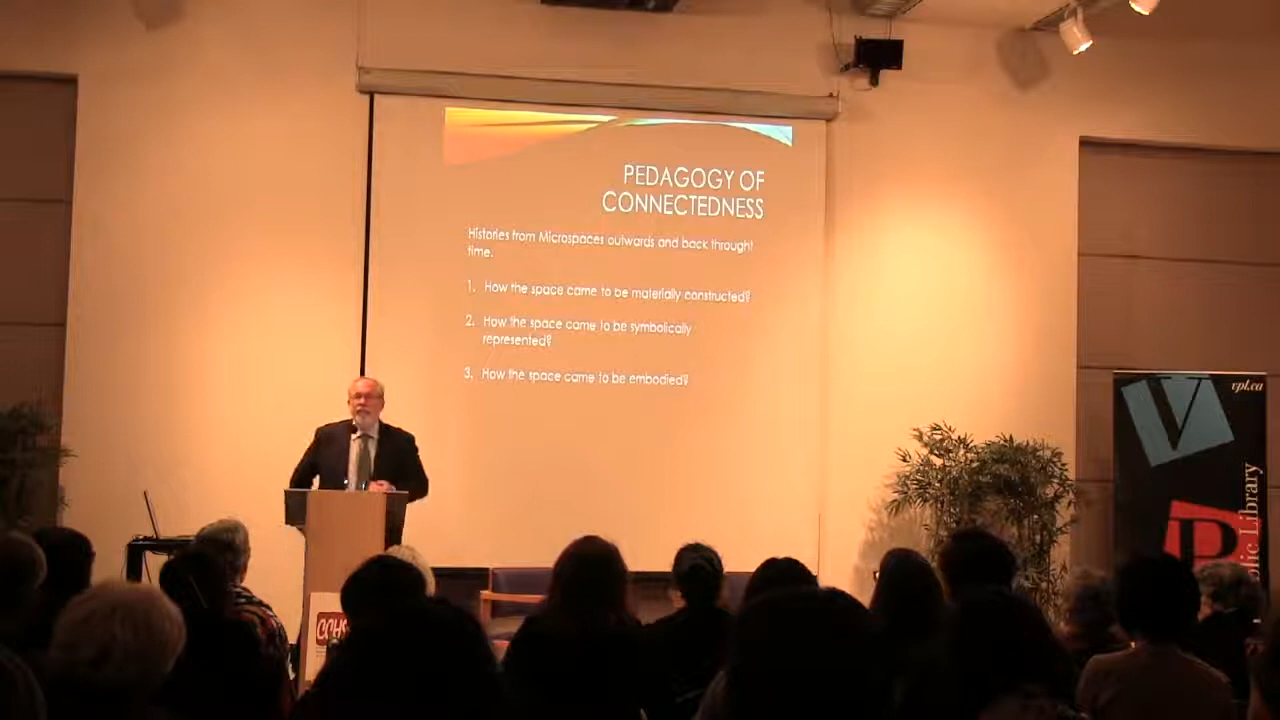 PEDAGOGY OF
CONNECTEDNESS
Histories from Microspaces outwards and back throught
time.
1. How the space came to be materially constructed?
2. How the space came to be symbolically
represented?
3. How the space came to be embodied?
vpl.ca
V
P
Library
CCHS